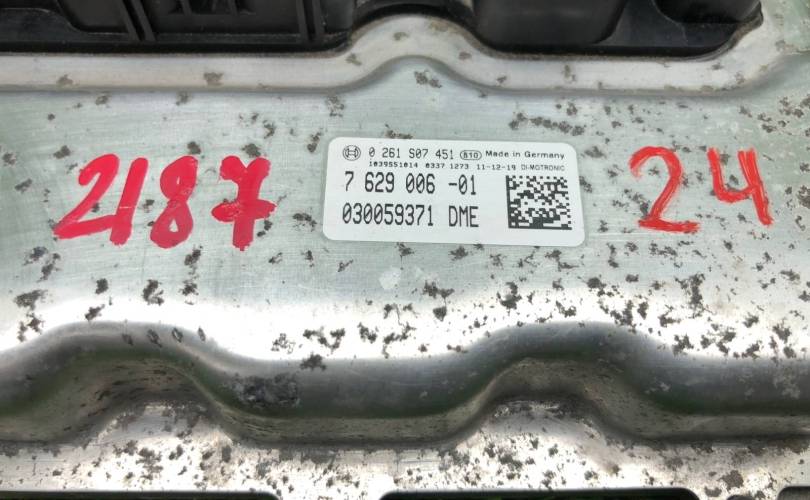 0 261 S07 451 810 Made in Germany
1039S51014 0337 1273 11-12-19 DI-MOTRONIC
7 629 006 -01
030059371 DME
2187
24